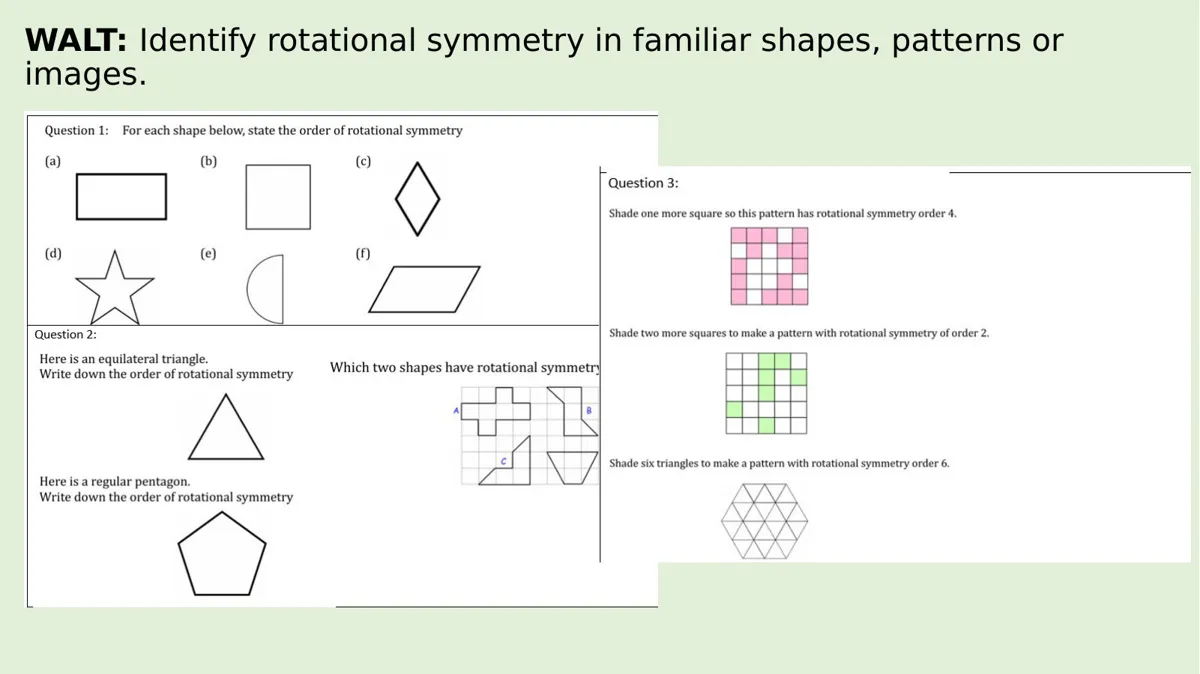 WALT: Identify rotational symmetry in familiar shapes, patterns or
images.
Question 1: For each shape below, state the order of rotational symmetry
(a)
(b)
(c)
(d)
(e)
(f)
Question 2:
Here is an equilateral triangle.
Write down the order of rotational symmetry
Here is a regular pentagon.
Write down the order of rotational symmetry
Which two shapes have rotational symmetry
A
B
C
Question 3:
Shade one more square so this pattern has rotational symmetry order 4.
Shade two more squares to make a pattern with rotational symmetry of order 2.
Shade six triangles to make a pattern with rotational symmetry order 6.